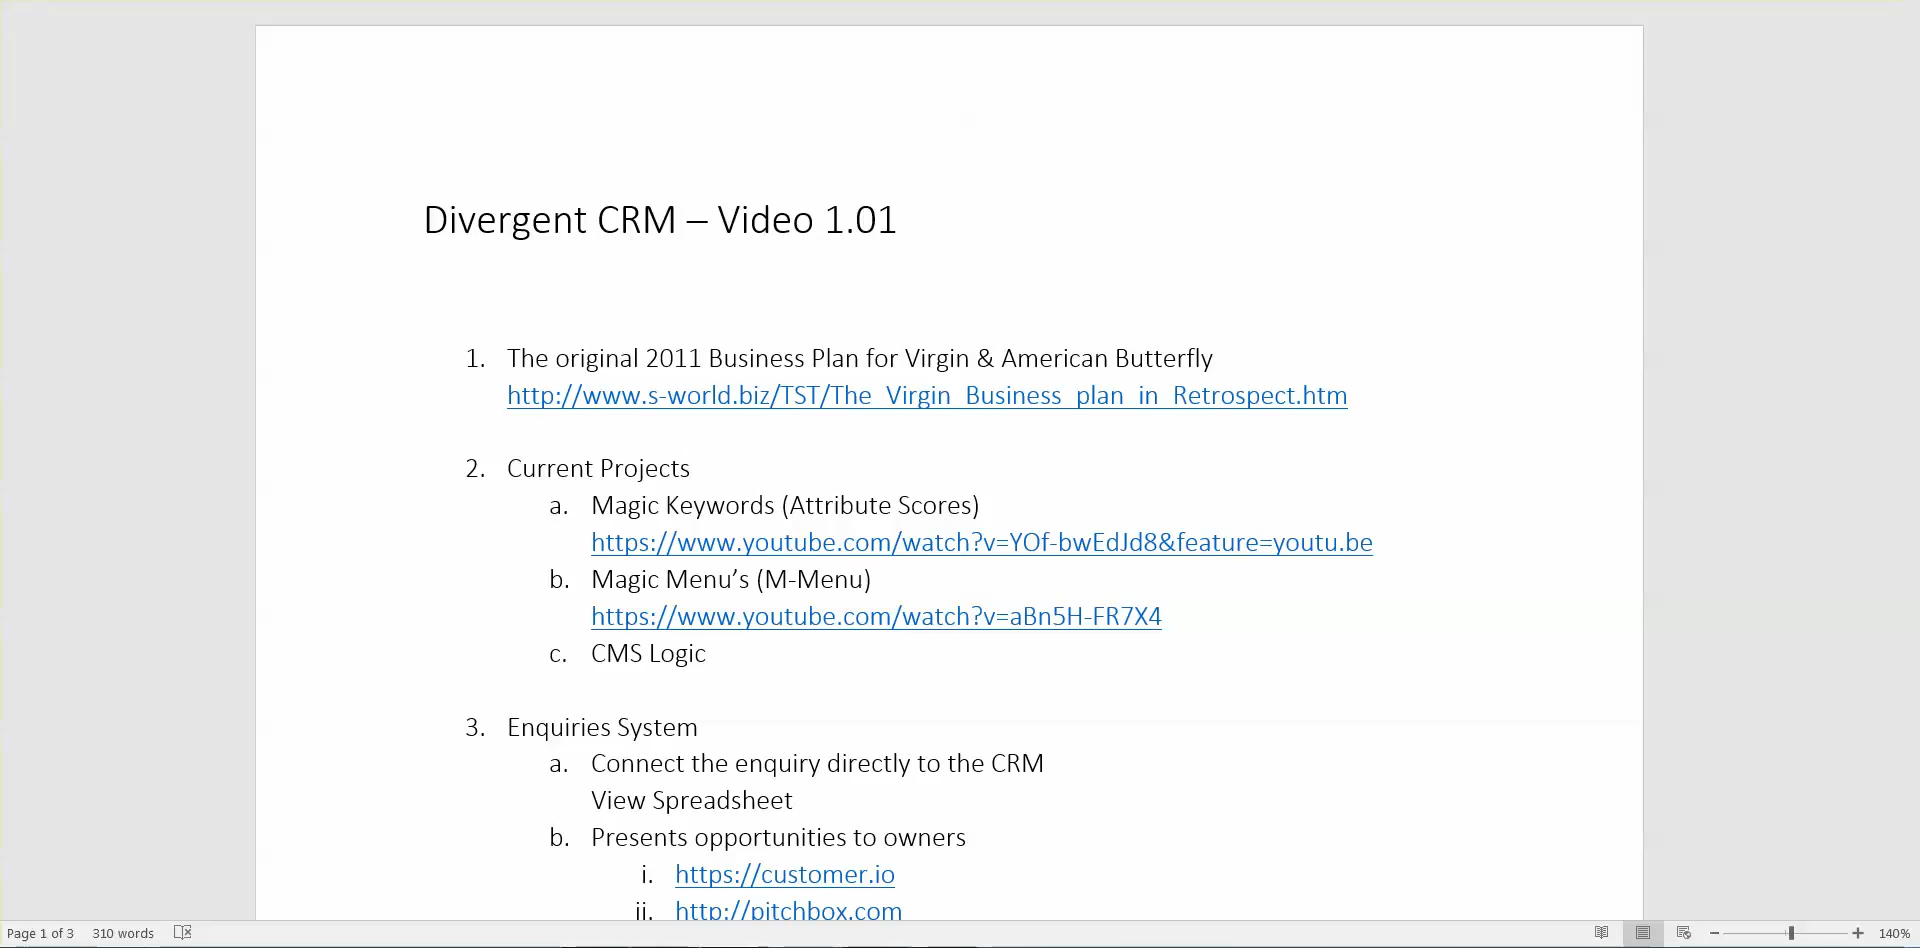 Divergent CRM – Video 1.01
1. The original 2011 Business Plan for Virgin & American Butterfly
http://www.s-world.biz/TST/The_Virgin_Business_plan_in_Retrospect.htm
2. Current Projects
a. Magic Keywords (Attribute Scores)
https://www.youtube.com/watch?v=YOf-bwEdJd8&feature=youtu.be
b. Magic Menu’s (M-Menu)
https://www.youtube.com/watch?v=aBn5H-FR7X4
c. CMS Logic
3. Enquiries System
a. Connect the enquiry directly to the CRM
View Spreadsheet
b. Presents opportunities to owners
i. https://customer.io
ii. http://pitchbox.com
Page 1 of 3 310 words 140%